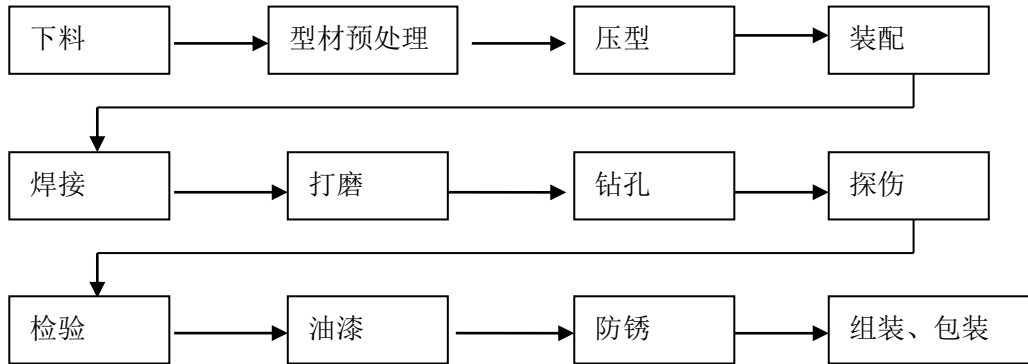 下料 型材预处理 压型 装配
焊接 打磨 钻孔 探伤
检验 油漆 防锈 组装、包装